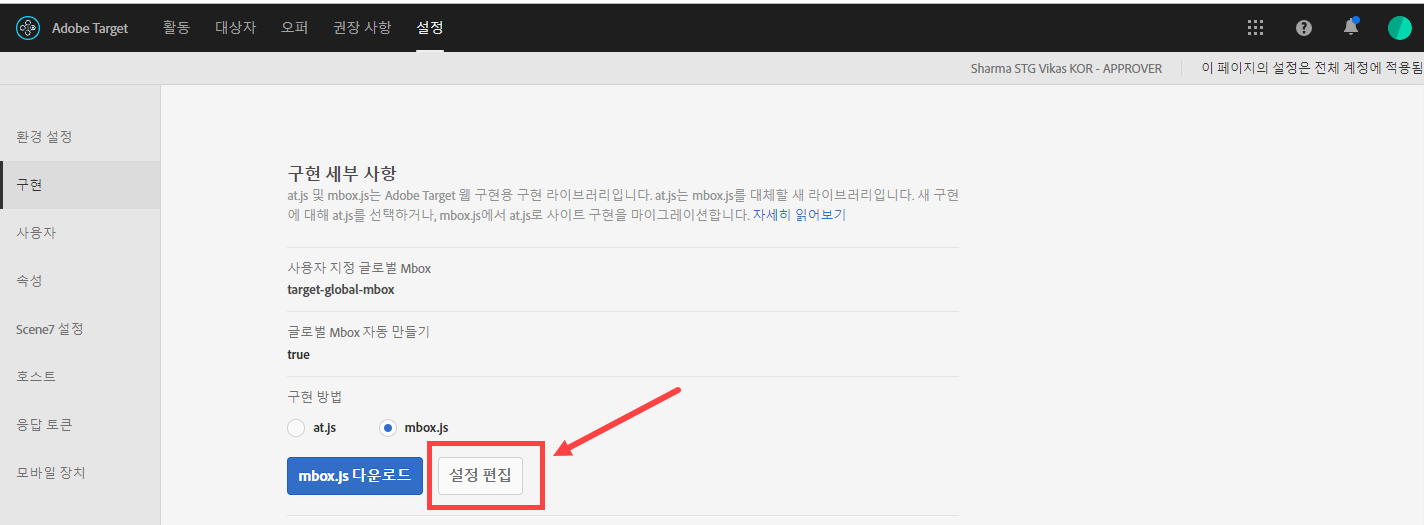 Adobe Target 활동 대상자 오퍼 권장 사항 설정
Sharma STG Vikas KOR - APPROVER 이 페이지의 설정은 전체 계정에 적용됨
환경 설정
구현
사용자
속성
Scene7 설정
호스트
응답 토큰
모바일 장치
구현 세부 사항
at.js 및 mbox.js는 Adobe Target 웹 구현용 구현 라이브러리입니다. at.js는 mbox.js를 대체할 새 라이브러리입니다. 새 구현
에 대해 at.js를 선택하거나, mbox.js에서 at.js로 사이트 구현을 마이그레이션합니다. 자세히 읽어보기
사용자 지정 글로벌 Mbox
target-global-mbox
글로벌 Mbox 자동 만들기
true
구현 방법
at.js mbox.js
mbox.js 다운로드 설정 편집